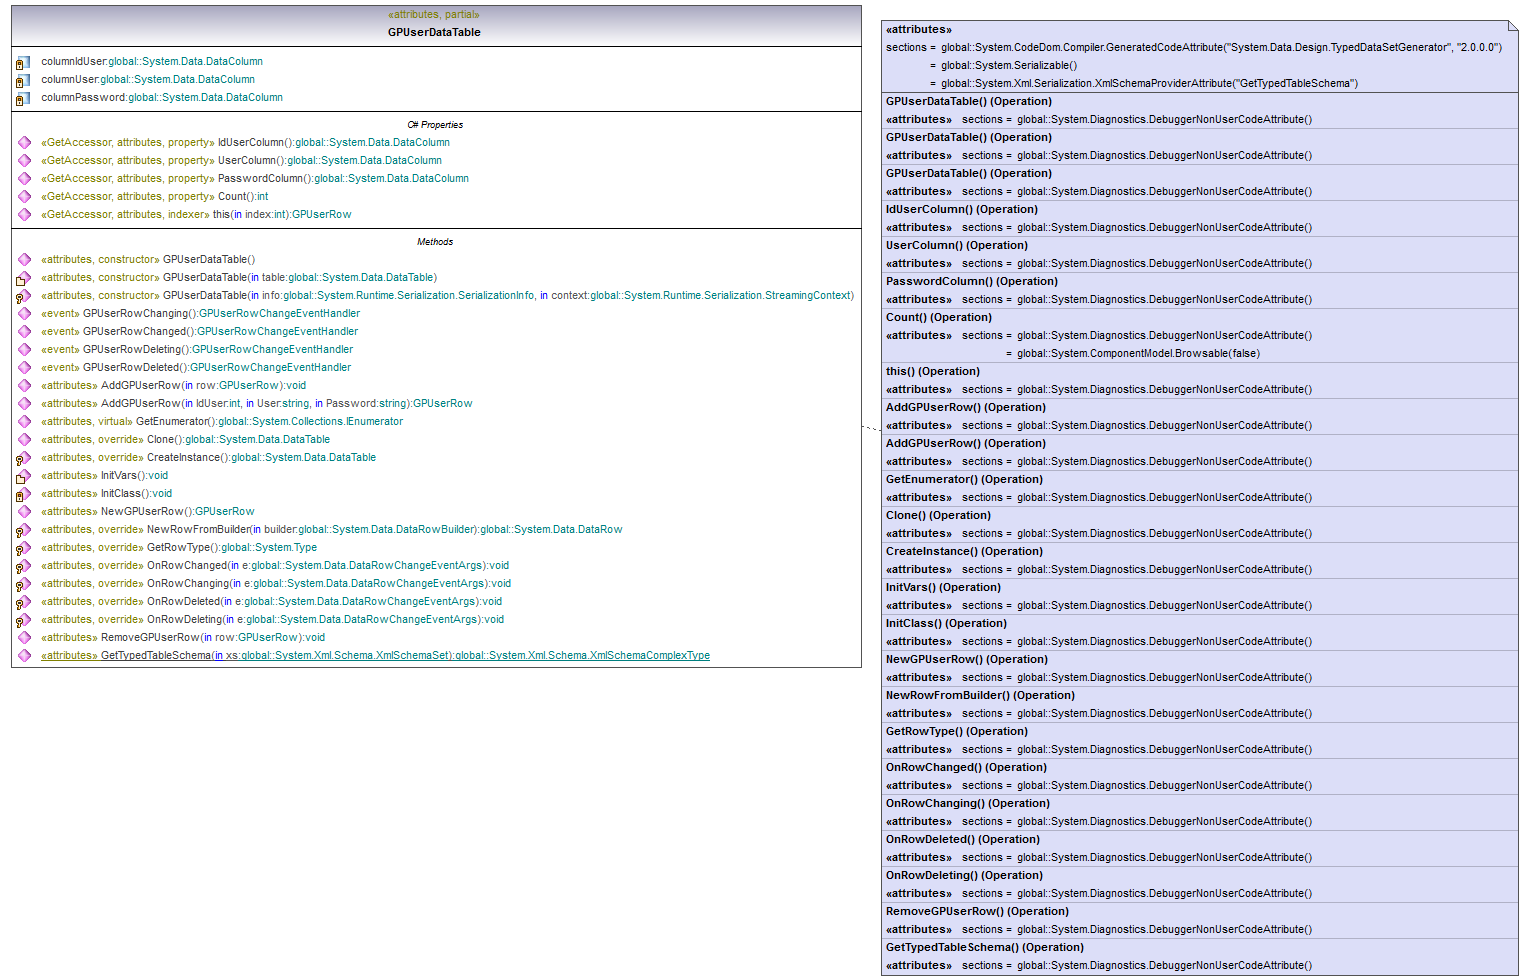 «attributes, partial»
GPUserDataTable
columnIdUser:global::System.Data.DataColumn
columnUser:global::System.Data.DataColumn
columnPassword:global::System.Data.DataColumn
C# Properties
«GetAccessor, attributes, property» IdUserColumn():global::System.Data.DataColumn
«GetAccessor, attributes, property» UserColumn():global::System.Data.DataColumn
«GetAccessor, attributes, property» PasswordColumn():global::System.Data.DataColumn
«GetAccessor, attributes, property» Count():int
«GetAccessor, attributes, indexer» this(in index:int):GPUserRow
Methods
«attributes, constructor» GPUserDataTable()
«attributes, constructor» GPUserDataTable(in table:global::System.Data.DataTable)
«attributes, constructor» GPUserDataTable(in info:global::System.Runtime.Serialization.SerializationInfo, in context:global::System.Runtime.Serialization.StreamingContext)
«event» GPUserRowChanging():GPUserRowChangeEventHandler
«event» GPUserRowChanged():GPUserRowChangeEventHandler
«event» GPUserRowDeleting():GPUserRowChangeEventHandler
«event» GPUserRowDeleted():GPUserRowChangeEventHandler
«attributes» AddGPUserRow(in row:GPUserRow):void
«attributes» AddGPUserRow(in IdUser:int, in User:string, in Password:string):GPUserRow
«attributes, virtual» GetEnumerator():global::System.Collections.IEnumerator
«attributes, override» Clone():global::System.Data.DataTable
«attributes, override» CreateInstance():global::System.Data.DataTable
«attributes» InitVars():void
«attributes» InitClass():void
«attributes» NewGPUserRow():GPUserRow
«attributes, override» NewRowFromBuilder(in builder:global::System.Data.DataRowBuilder):global::System.Data.DataRow
«attributes, override» GetRowType():global::System.Type
«attributes, override» OnRowChanged(in e:global::System.Data.DataRowChangeEventArgs):void
«attributes, override» OnRowChanging(in e:global::System.Data.DataRowChangeEventArgs):void
«attributes, override» OnRowDeleted(in e:global::System.Data.DataRowChangeEventArgs):void
«attributes, override» OnRowDeleting(in e:global::System.Data.DataRowChangeEventArgs):void
«attributes» RemoveGPUserRow(in row:GPUserRow):void
«attributes» GetTypedTableSchema(in xs:global::System.Xml.Schema.XmlSchemaSet):global::System.Xml.Schema.XmlSchemaComplexType
«attributes»
sections = global::System.CodeDom.Compiler.GeneratedCodeAttribute("System.Data.Design.TypedDataSetGenerator", "2.0.0.0")
= global::System.Serializable()
= global::System.Xml.Serialization.XmlSchemaProviderAttribute("GetTypedTableSchema")
GPUserDataTable() (Operation)
«attributes» sections = global::System.Diagnostics.DebuggerNonUserCodeAttribute()
GPUserDataTable() (Operation)
«attributes» sections = global::System.Diagnostics.DebuggerNonUserCodeAttribute()
GPUserDataTable() (Operation)
«attributes» sections = global::System.Diagnostics.DebuggerNonUserCodeAttribute()
IdUserColumn() (Operation)
«attributes» sections = global::System.Diagnostics.DebuggerNonUserCodeAttribute()
UserColumn() (Operation)
«attributes» sections = global::System.Diagnostics.DebuggerNonUserCodeAttribute()
PasswordColumn() (Operation)
«attributes» sections = global::System.Diagnostics.DebuggerNonUserCodeAttribute()
Count() (Operation)
«attributes» sections = global::System.Diagnostics.DebuggerNonUserCodeAttribute()
= global::System.ComponentModel.Browsable(false)
this() (Operation)
«attributes» sections = global::System.Diagnostics.DebuggerNonUserCodeAttribute()
AddGPUserRow() (Operation)
«attributes» sections = global::System.Diagnostics.DebuggerNonUserCodeAttribute()
AddGPUserRow() (Operation)
«attributes» sections = global::System.Diagnostics.DebuggerNonUserCodeAttribute()
GetEnumerator() (Operation)
«attributes» sections = global::System.Diagnostics.DebuggerNonUserCodeAttribute()
Clone() (Operation)
«attributes» sections = global::System.Diagnostics.DebuggerNonUserCodeAttribute()
CreateInstance() (Operation)
«attributes» sections = global::System.Diagnostics.DebuggerNonUserCodeAttribute()
InitVars() (Operation)
«attributes» sections = global::System.Diagnostics.DebuggerNonUserCodeAttribute()
InitClass() (Operation)
«attributes» sections = global::System.Diagnostics.DebuggerNonUserCodeAttribute()
NewGPUserRow() (Operation)
«attributes» sections = global::System.Diagnostics.DebuggerNonUserCodeAttribute()
NewRowFromBuilder() (Operation)
«attributes» sections = global::System.Diagnostics.DebuggerNonUserCodeAttribute()
GetRowType() (Operation)
«attributes» sections = global::System.Diagnostics.DebuggerNonUserCodeAttribute()
OnRowChanged() (Operation)
«attributes» sections = global::System.Diagnostics.DebuggerNonUserCodeAttribute()
OnRowChanging() (Operation)
«attributes» sections = global::System.Diagnostics.DebuggerNonUserCodeAttribute()
OnRowDeleted() (Operation)
«attributes» sections = global::System.Diagnostics.DebuggerNonUserCodeAttribute()
OnRowDeleting() (Operation)
«attributes» sections = global::System.Diagnostics.DebuggerNonUserCodeAttribute()
RemoveGPUserRow() (Operation)
«attributes» sections = global::System.Diagnostics.DebuggerNonUserCodeAttribute()
GetTypedTableSchema() (Operation)
«attributes» sections = global::System.Diagnostics.DebuggerNonUserCodeAttribute()